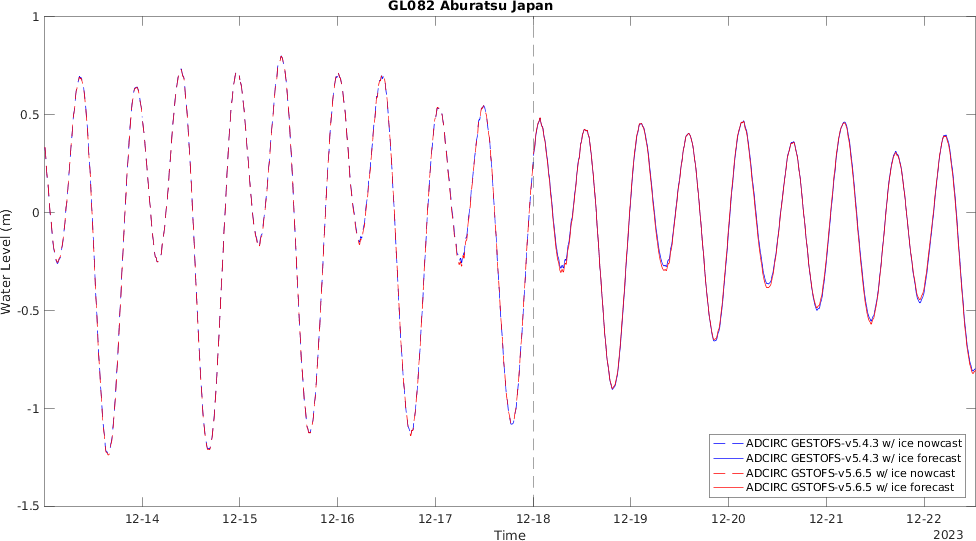 GL082 Aburatsu Japan
1
0.5
0
-0.5
-1
-1.5
Water Level (m)
12-14 12-15 12-16 12-17 12-18 12-19 12-20 12-21 12-22
Time
2023
ADCIRC GESTOFS-v5.4.3 w/ ice nowcast
ADCIRC GESTOFS-v5.4.3 w/ ice forecast
ADCIRC GSTOFS-v5.6.5 w/ ice nowcast
ADCIRC GSTOFS-v5.6.5 w/ ice forecast